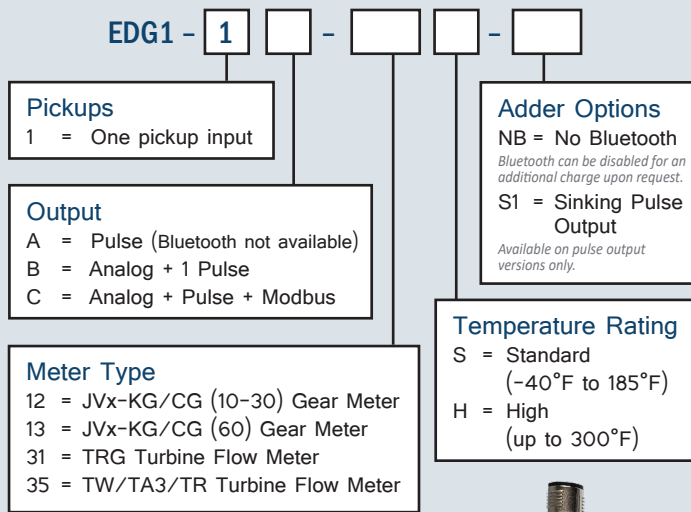 EDG1 – 1 – –
Pickups
1 = One pickup input
Output
A = Pulse (Bluetooth not available)
B = Analog + 1 Pulse
C = Analog + Pulse + Modbus
Meter Type
12 = JVx-KG/CG (10-30) Gear Meter
13 = JVx-KG/CG (60) Gear Meter
31 = TRG Turbine Flow Meter
35 = TW/TA3/TR Turbine Flow Meter
Adder Options
NB = No Bluetooth
Bluetooth can be disabled for an
additional charge upon request.
S1 = Sinking Pulse
Output
Available on pulse output
versions only.
Temperature Rating
S = Standard
(-40°F to 185°F)
H = High
(up to 300°F)